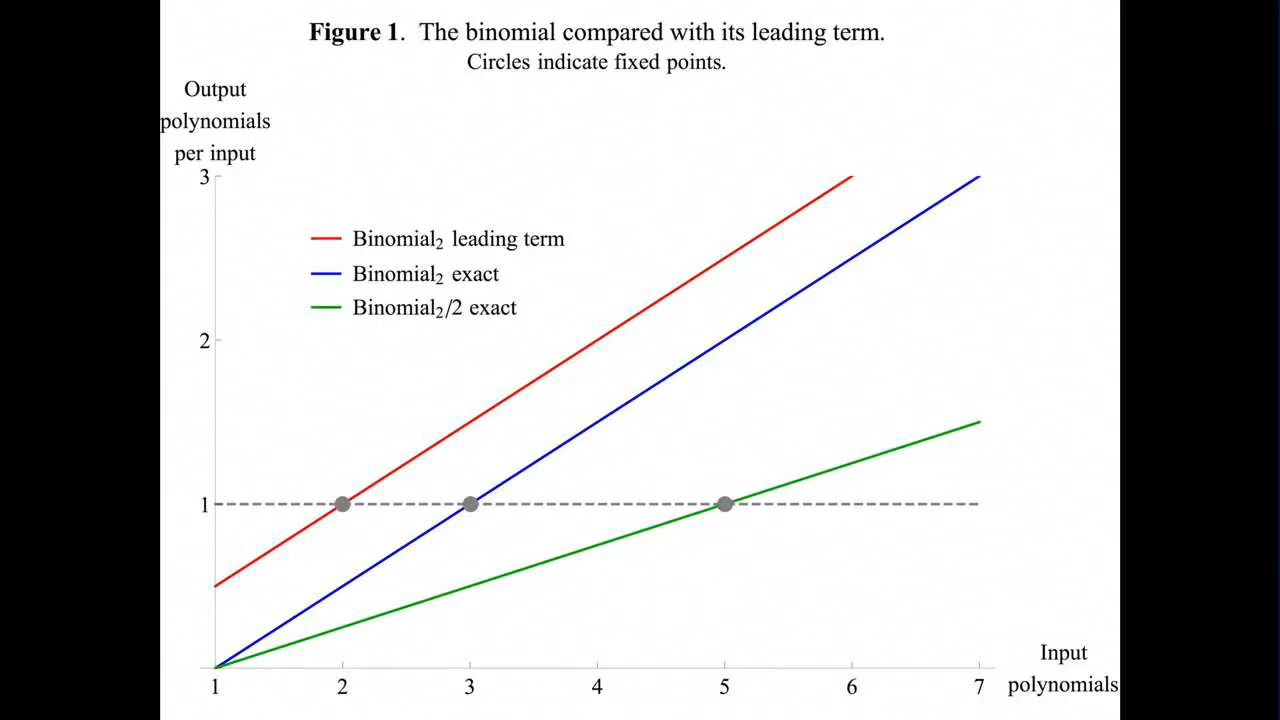 Figure 1. The binomial compared with its leading term.
Circles indicate fixed points.
Output
polynomials
per input
3
Binomial₂ leading term
Binomial₂ exact
Binomial₂/2 exact
2
1
Input
polynomials
1 2 3 4 5 6 7